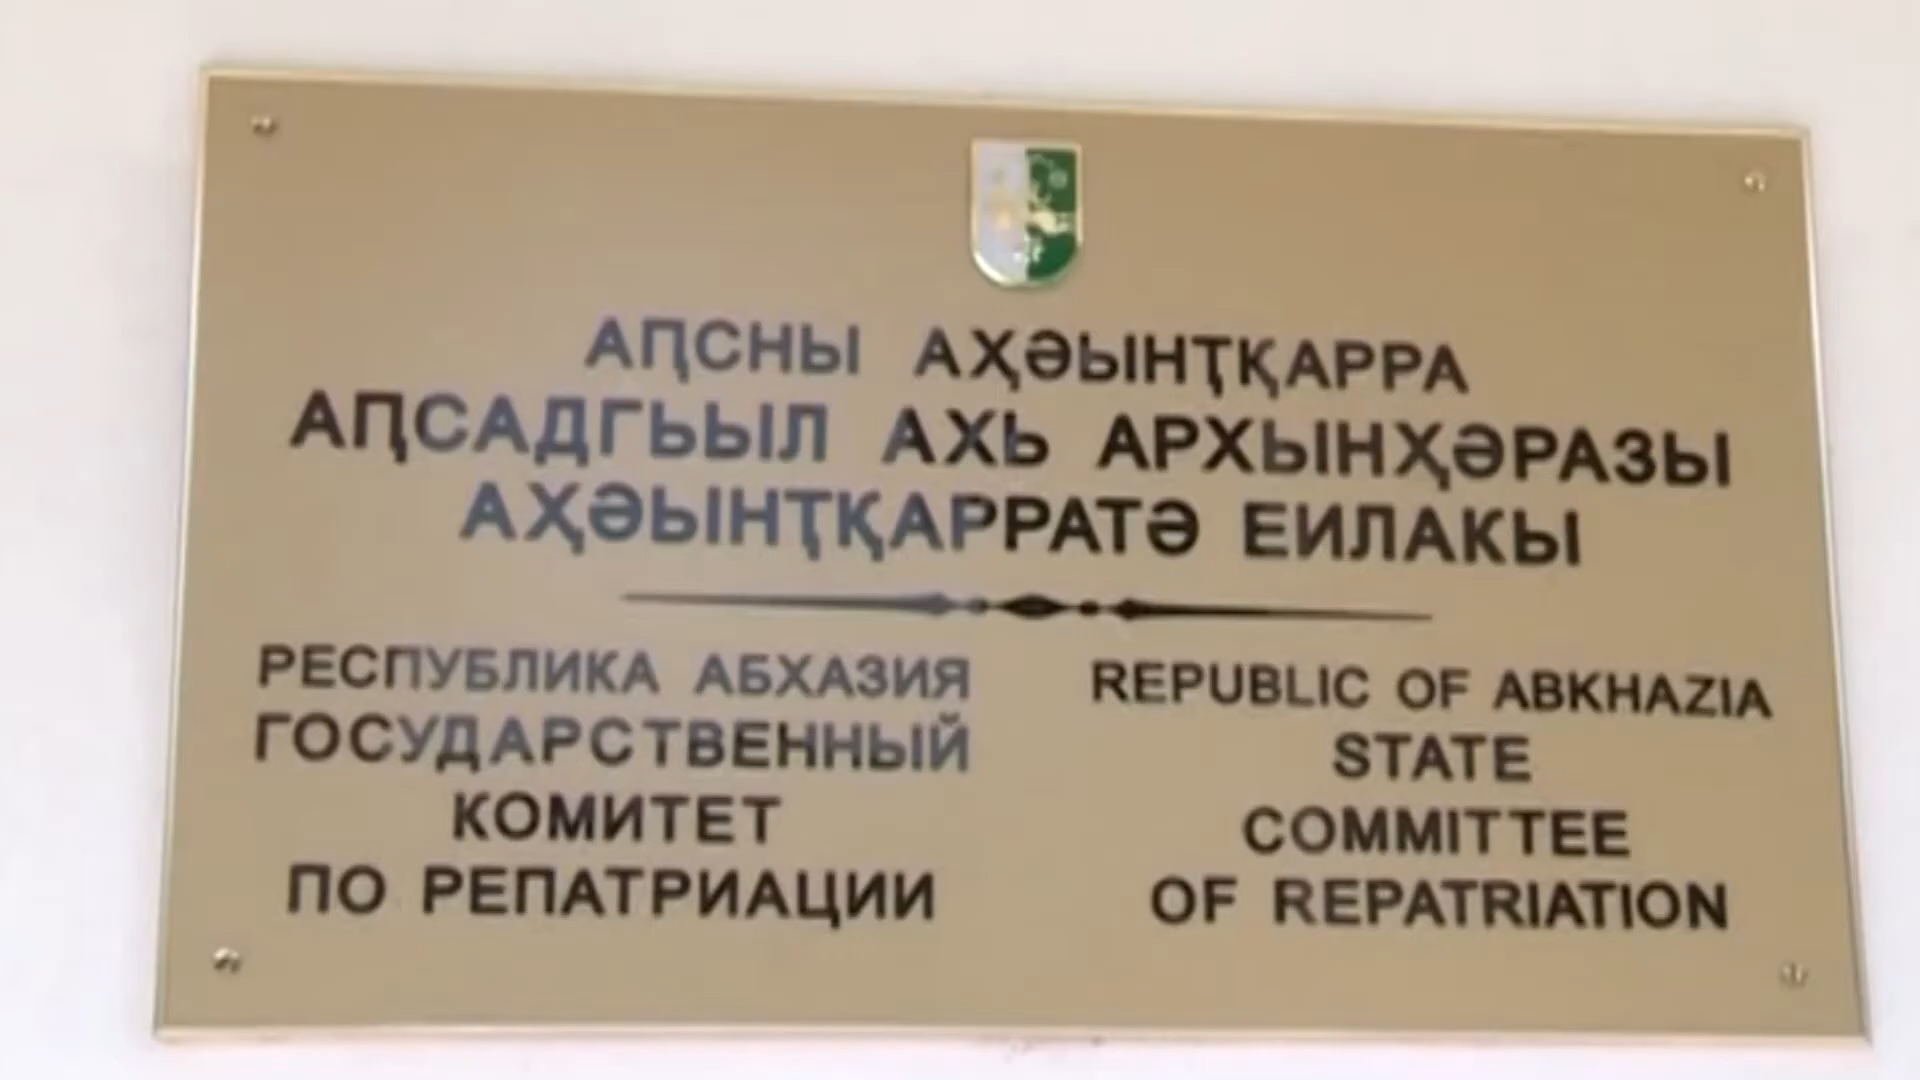 АԤСНЫ АҲӘЫНҬҚАРРА
АԤСАДГЬЫЛ АХЬ АРХЫНҲӘРАЗЫ
АҲӘЫНҬҚАРРАТӘ ЕИЛАКЫ
РЕСПУБЛИКА АБХАЗИЯ
ГОСУДАРСТВЕННЫЙ
КОМИТЕТ
ПО РЕПАТРИАЦИИ
REPUBLIC OF ABKHAZIA
STATE
COMMITTEE
OF REPATRIATION